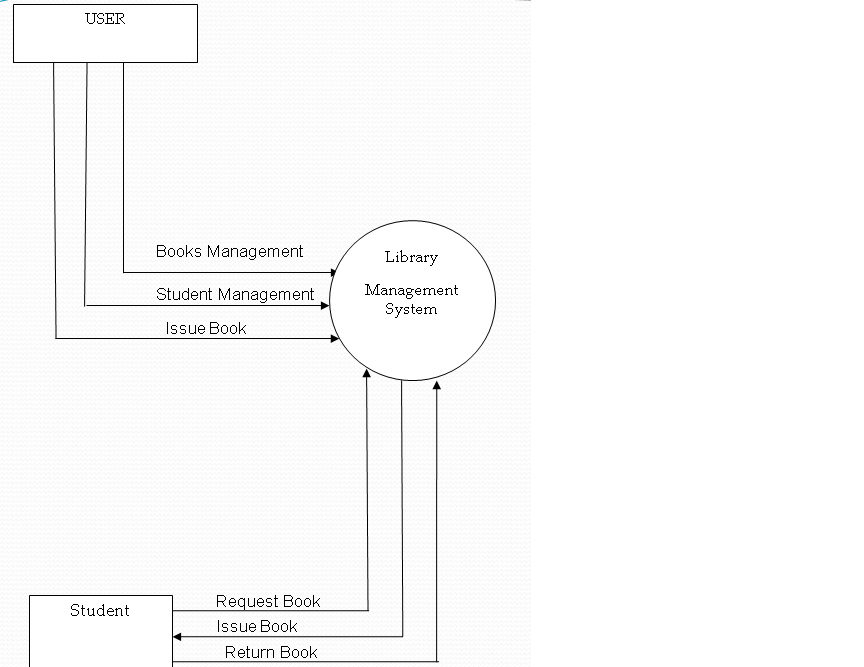 USER
Books Management
Library
Management
System
Student Management
Issue Book
Student
Request Book
Issue Book
Return Book